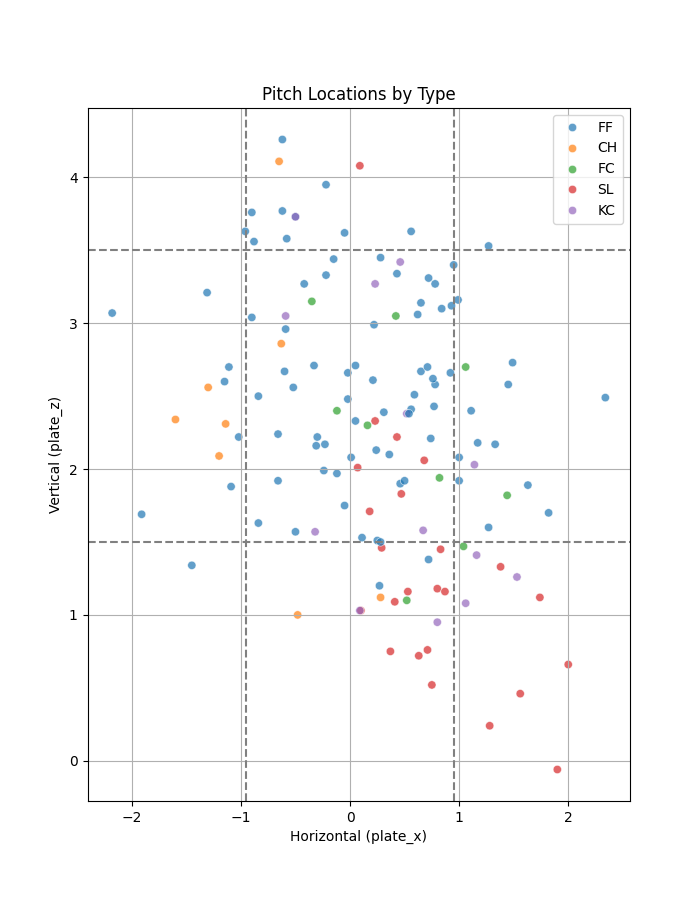 Pitch Locations by Type
FF
CH
FC
SL
KC
4
3
2
1
0
Vertical (plate_z)
−2
−1
0
1
2
Horizontal (plate_x)